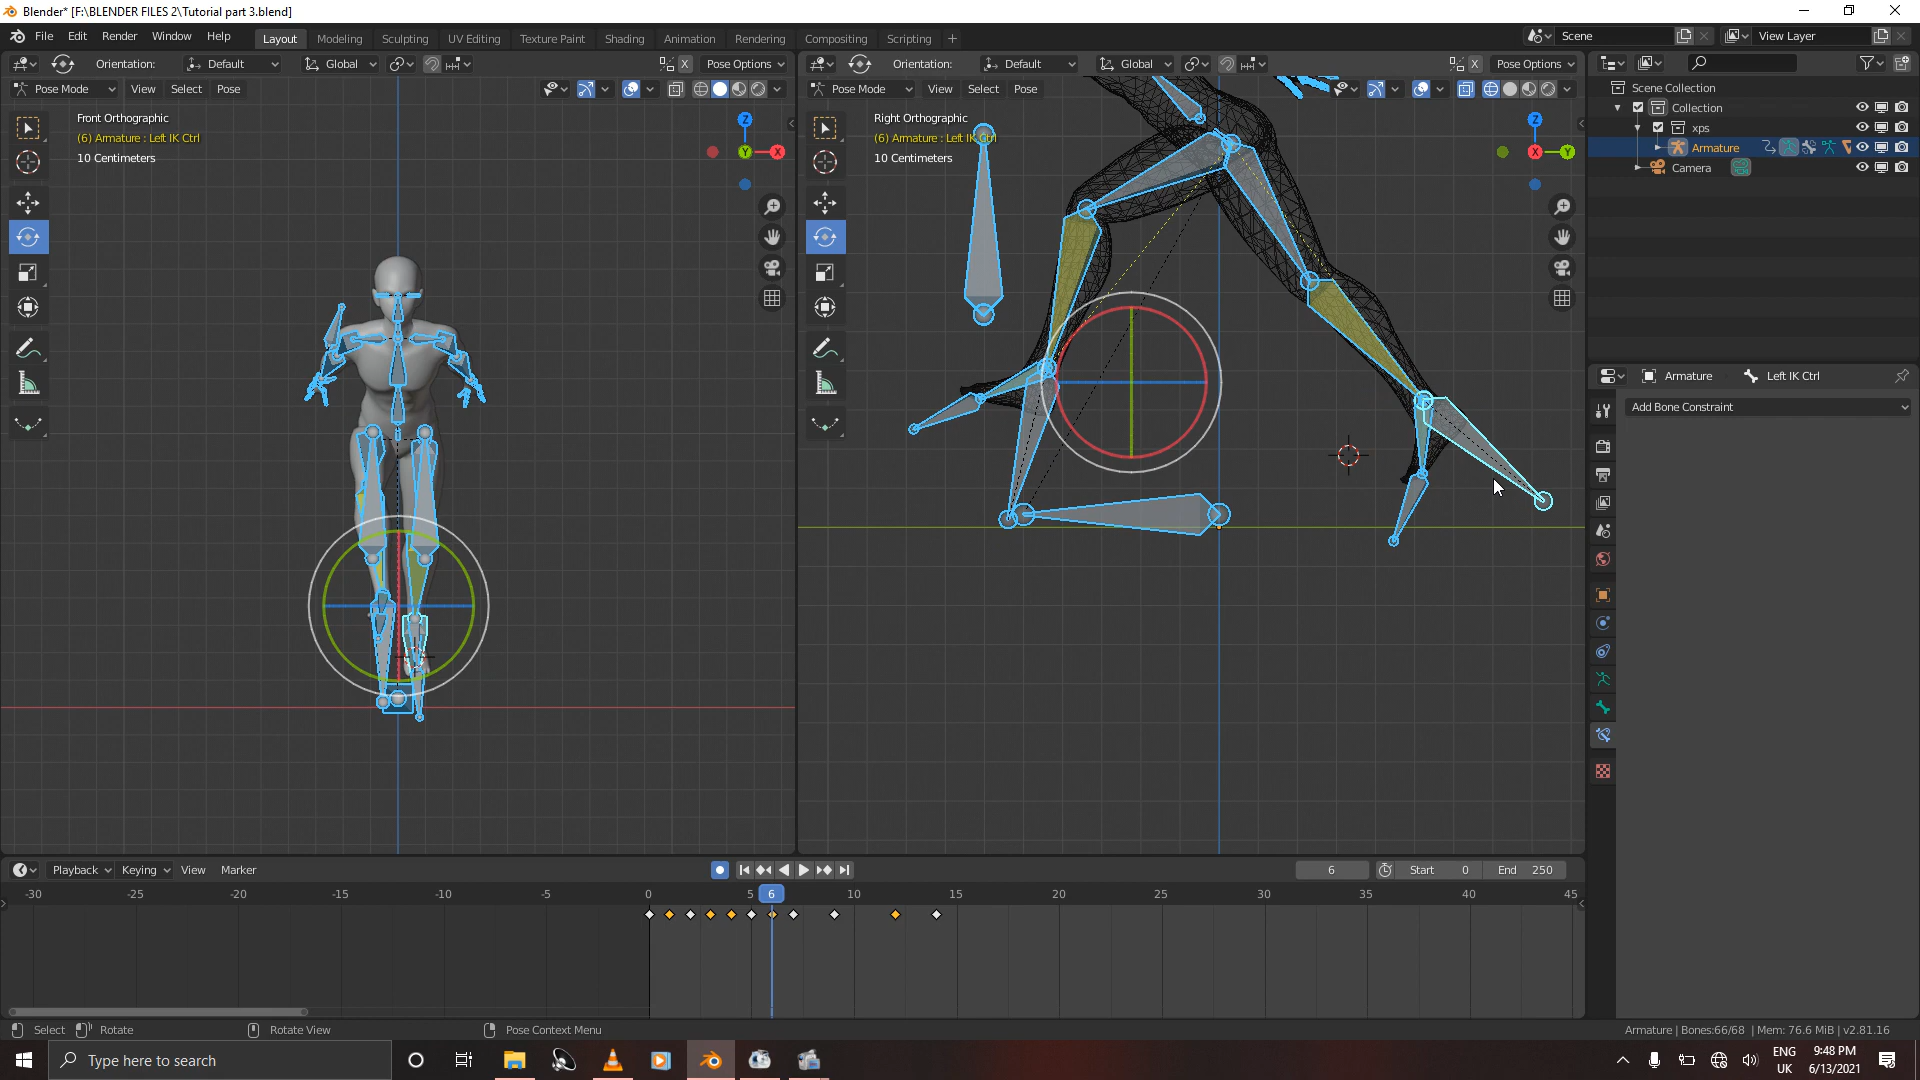 Blender* [F:\BLENDER FILES 2\Tutorial part 3.blend]
File Edit Render Window Help Layout Modeling Sculpting UV Editing Texture Paint Shading Animation Rendering Compositing Scripting Scene View Layer
Orientation: Default Global X Pose Options
Orientation: Default Global X Pose Options
Pose Mode View Select Pose
Pose Mode View Select Pose
Front Orthographic
(6) Armature : Left IK Ctrl
10 Centimeters
Z
Y
X
Right Orthographic
(6) Armature : Left IK Ctrl
10 Centimeters
Z
X
Y
Scene Collection
Collection
xps
Armature
Camera
Armature Left IK Ctrl
Add Bone Constraint
Playback Keying View Marker 6 Start 0 End 250
-30 -25 -20 -15 -10 -5 0 5 6 10 15 20 25 30 35 40 45
Select Rotate Rotate View Pose Context Menu Armature | Bones:66/68 | Mem: 76.6 MiB | v2.81.16
Type here to search
ENG
UK
9:48 PM
6/13/2021